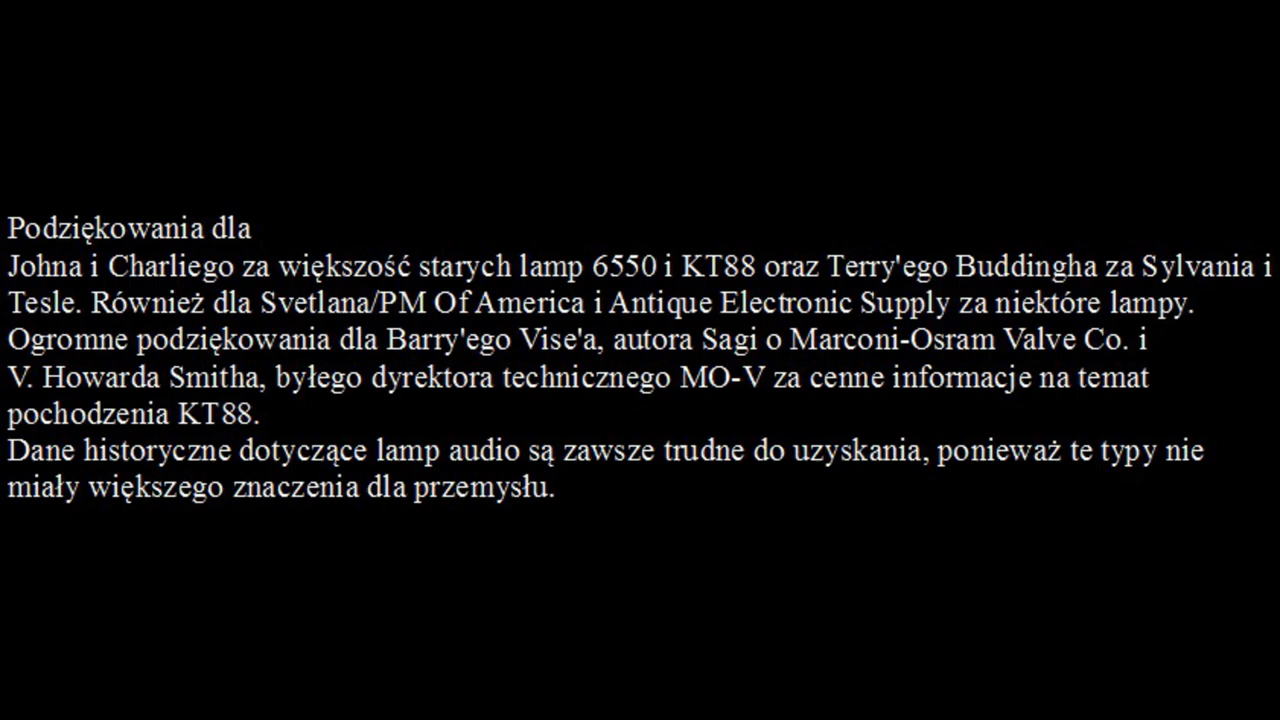 Podziękowania dla
Johna i Charliego za większość starych lamp 6550 i KT88 oraz Terry'ego Buddingha za Sylvania i
Tesle. Również dla Svetlana/PM Of America i Antique Electronic Supply za niektóre lampy.
Ogromne podziękowania dla Barry'ego Vise'a, autora Sagi o Marconi-Osram Valve Co. i
V. Howarda Smitha, byłego dyrektora technicznego MO-V za cenne informacje na temat
pochodzenia KT88.
Dane historyczne dotyczące lamp audio są zawsze trudne do uzyskania, ponieważ te typy nie
miały większego znaczenia dla przemysłu.